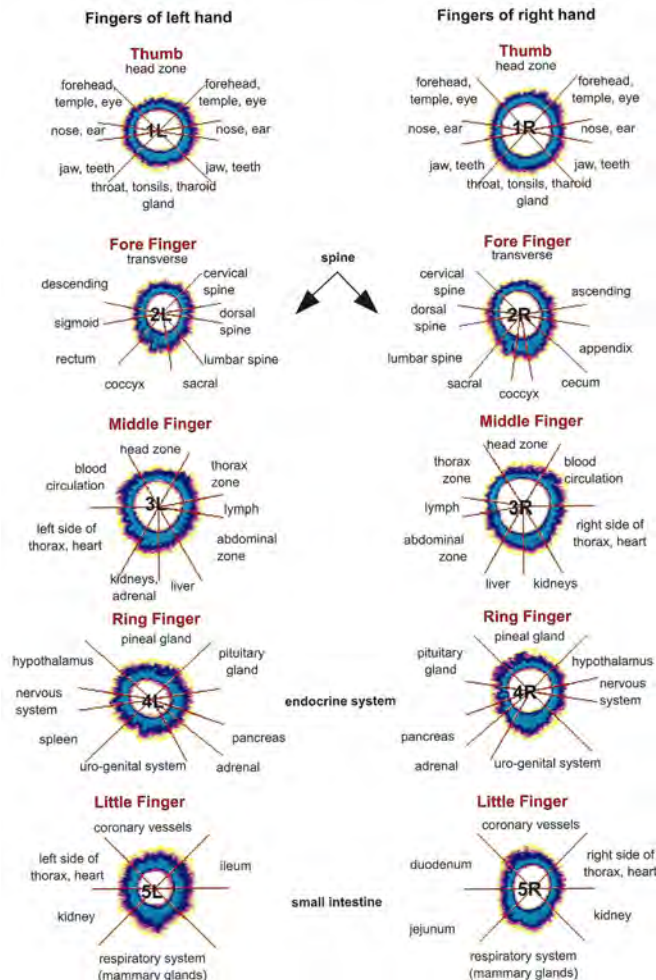 Fingers of left hand
Fingers of right hand
Thumb
head zone
forehead,
temple, eye
forehead,
temple, eye
nose, ear
1L
nose, ear
jaw, teeth
jaw, teeth
throat, tonsils, tharoid
gland
Thumb
head zone
forehead,
temple, eye
forehead,
temple, eye
nose, ear
1R
nose, ear
jaw, teeth
jaw, teeth
throat, tonsils, tharoid
gland
Fore Finger
transverse
descending
cervical
spine
sigmoid
2L
dorsal
spine
rectum
lumbar spine
coccyx
sacral
spine
Fore Finger
transverse
cervical
spine
ascending
dorsal
spine
2R
appendix
lumbar spine
sacral
coccyx
cecum
Middle Finger
head zone
blood
circulation
thorax
zone
3L
lymph
left side of
thorax, heart
abdominal
zone
kidneys,
adrenal
liver
Middle Finger
head zone
thorax
zone
blood
circulation
lymph
3R
right side of
thorax, heart
abdominal
zone
liver
kidneys
Ring Finger
pineal gland
hypothalamus
pituitary
gland
nervous
system
4L
spleen
pancreas
uro-genital system
adrenal
endocrine system
Ring Finger
pineal gland
pituitary
gland
hypothalamus
4R
nervous
system
pancreas
adrenal
uro-genital system
Little Finger
coronary vessels
left side of
thorax, heart
ileum
5L
kidney
respiratory system
(mammary glands)
small intestine
Little Finger
coronary vessels
duodenum
right side of
thorax, heart
5R
kidney
jejunum
respiratory system
(mammary glands)